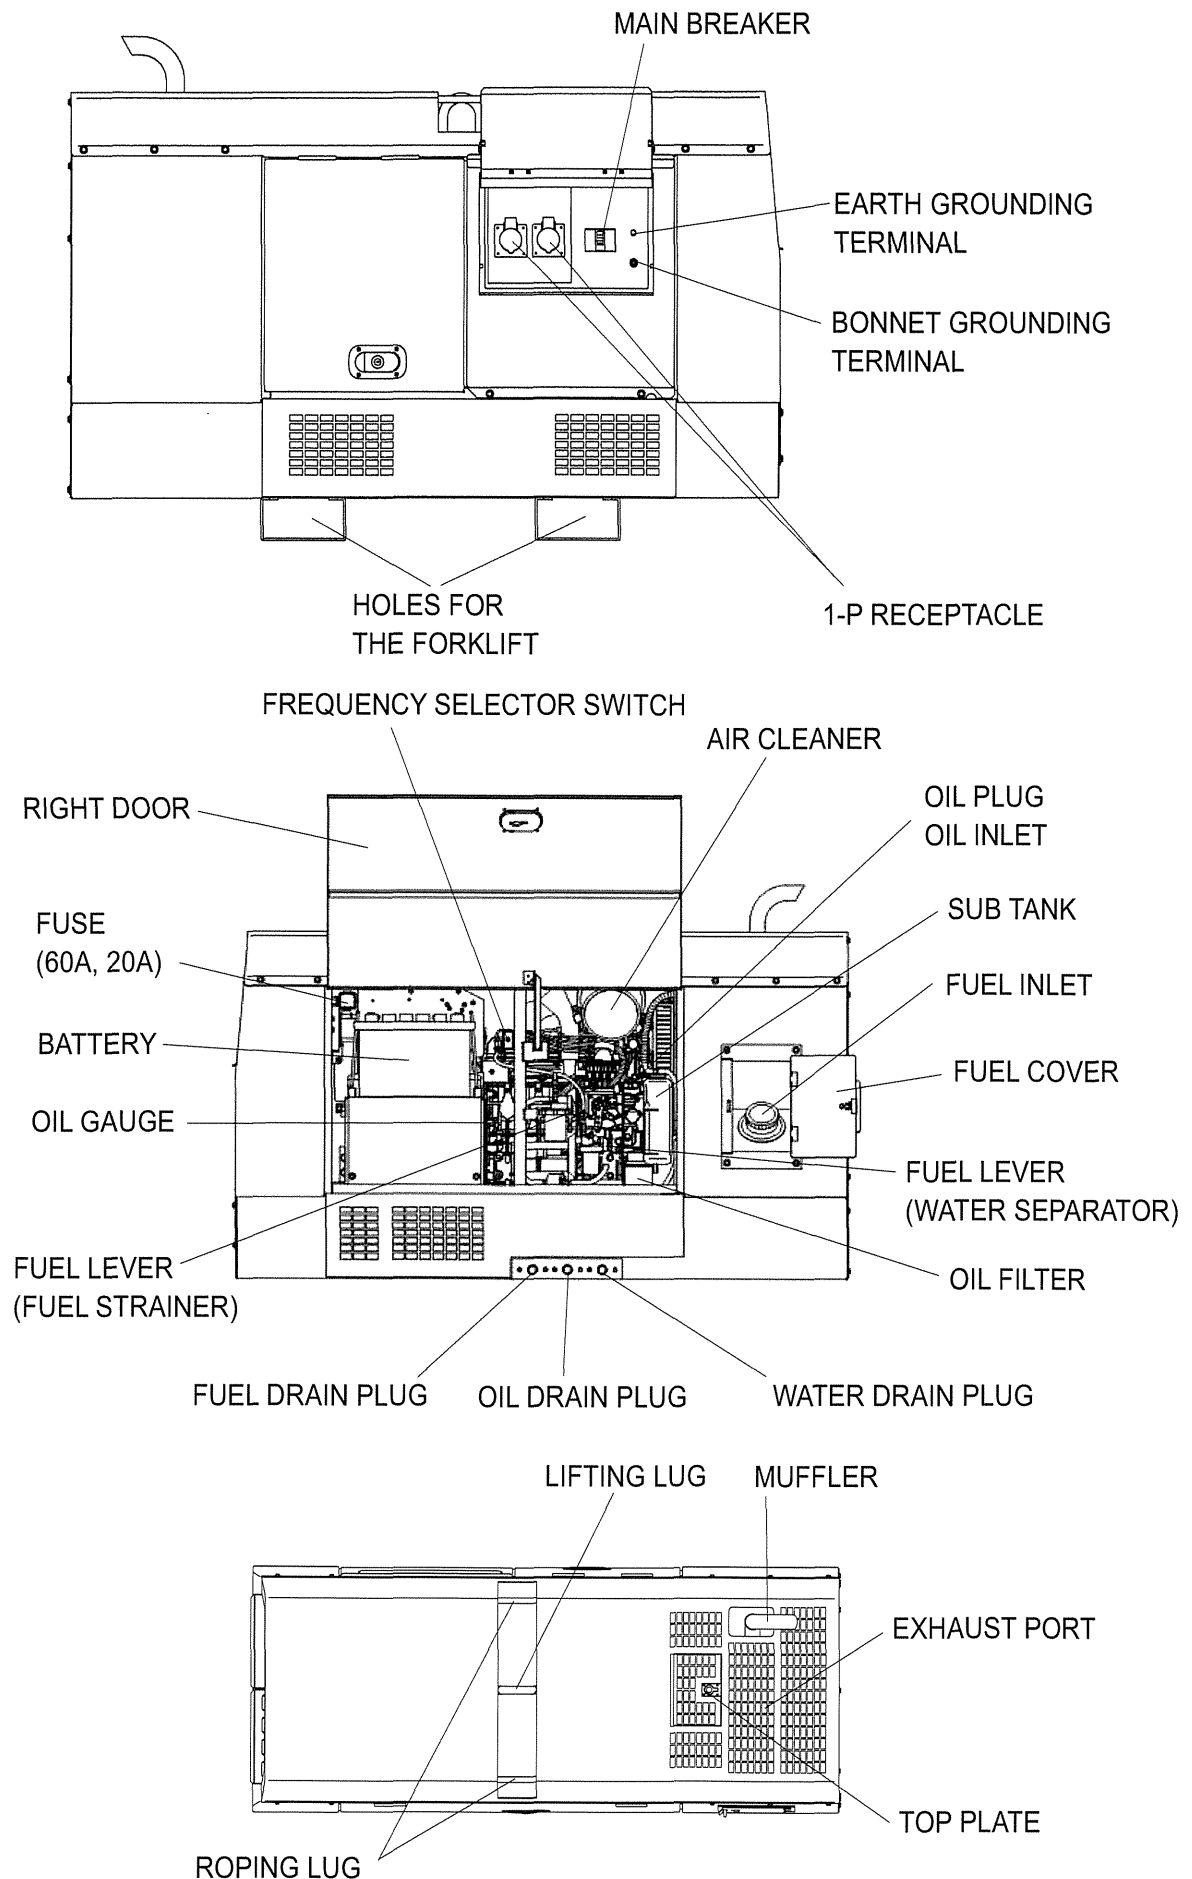 MAIN BREAKER
EARTH GROUNDING
TERMINAL
BONNET GROUNDING
TERMINAL
1-P RECEPTACLE
HOLES FOR
THE FORKLIFT
FREQUENCY SELECTOR SWITCH
AIR CLEANER
RIGHT DOOR
OIL PLUG
OIL INLET
FUSE
(60A, 20A)
SUB TANK
FUEL INLET
BATTERY
FUEL COVER
OIL GAUGE
FUEL LEVER
(WATER SEPARATOR)
FUEL LEVER
(FUEL STRAINER)
OIL FILTER
FUEL DRAIN PLUG
OIL DRAIN PLUG
WATER DRAIN PLUG
LIFTING LUG
MUFFLER
EXHAUST PORT
TOP PLATE
ROPING LUG